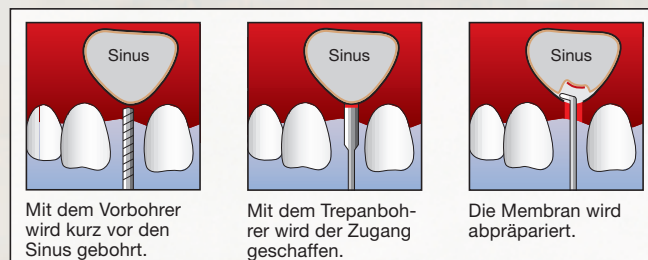 Sinus
Mit dem Vorbohrer
wird kurz vor den
Sinus gebohrt.
Sinus
Mit dem Trepanboh-
rer wird der Zugang
geschaffen.
Sinus
Die Membran wird
abpräpariert.